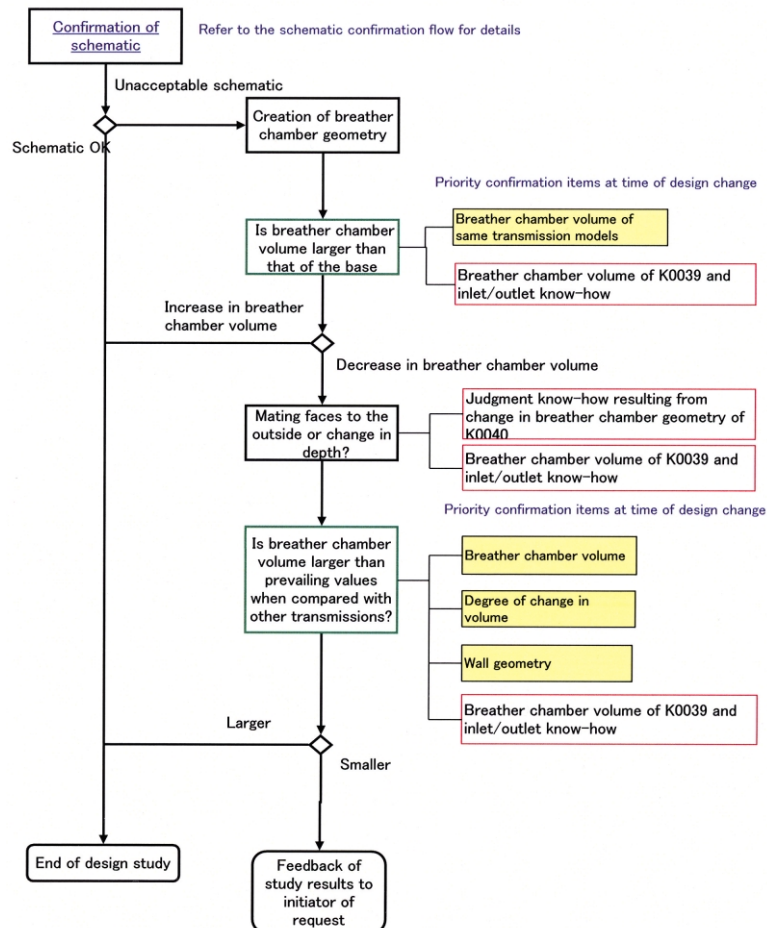 Confirmation of
schematic
Refer to the schematic confirmation flow for details
Unacceptable schematic
Schematic OK
Creation of breather
chamber geometry
Priority confirmation items at time of design change
Is breather chamber
volume larger than
that of the base
Breather chamber volume of
same transmission models
Breather chamber volume of K0039 and
inlet/outlet know-how
Increase in breather
chamber volume
Decrease in breather chamber volume
Mating faces to the
outside or change in
depth?
Judgment know-how resulting from
change in breather chamber geometry of
K0040
Breather chamber volume of K0039 and
inlet/outlet know-how
Priority confirmation items at time of design change
Is breather chamber
volume larger than
prevailing values
when compared with
other transmissions?
Breather chamber volume
Degree of change in
volume
Wall geometry
Breather chamber volume of K0039 and
inlet/outlet know-how
Larger
Smaller
End of design study
Feedback of
study results to
initiator of
request